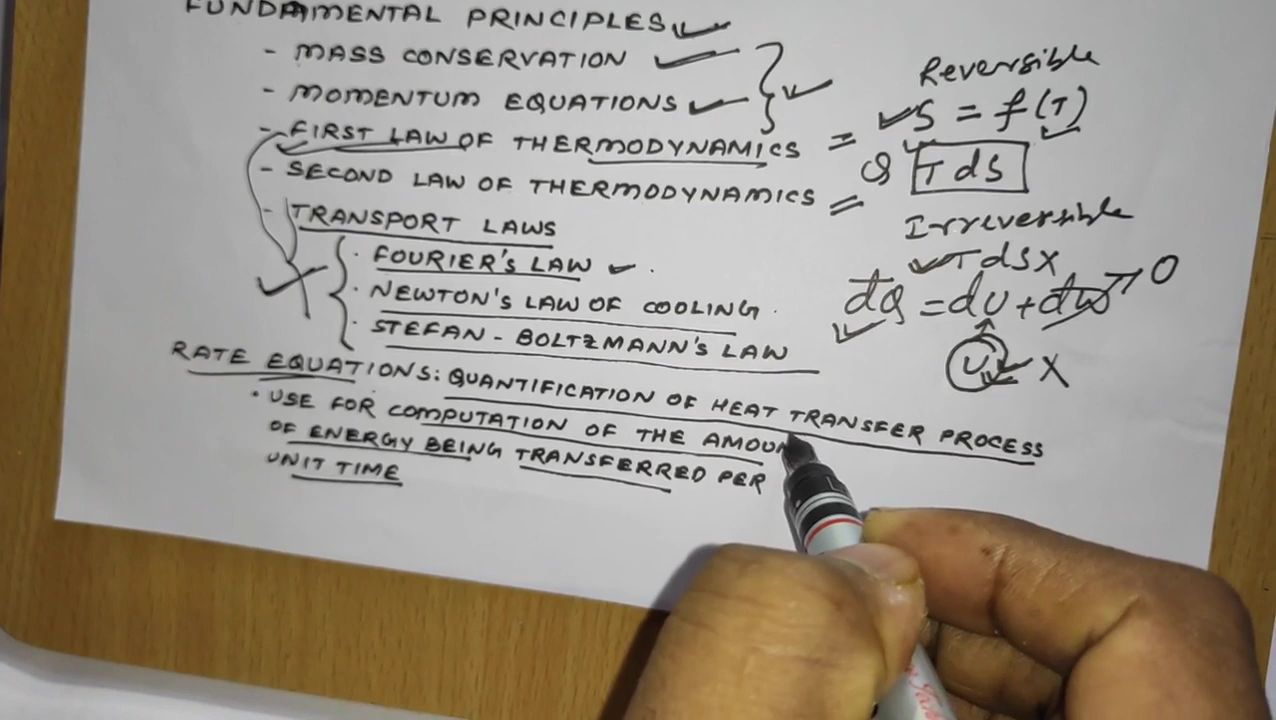 FUNDAMENTAL PRINCIPLES
- MASS CONSERVATION
- MOMENTUM EQUATIONS
- FIRST LAW OF THERMODYNAMICS =
- SECOND LAW OF THERMODYNAMICS =
- TRANSPORT LAWS
· FOURIER'S LAW
· NEWTON'S LAW OF COOLING
· STEFAN - BOLTZMANN'S LAW
RATE EQUATIONS: QUANTIFICATION OF HEAT TRANSFER PROCESS
· USE FOR COMPUTATION OF THE AMOUN
OF ENERGY BEING TRANSFERRED PER
UNIT TIME
Reversible
S = f(T)
TdS
Irreversible
TdS X
dQ = dU + dW 0
U X